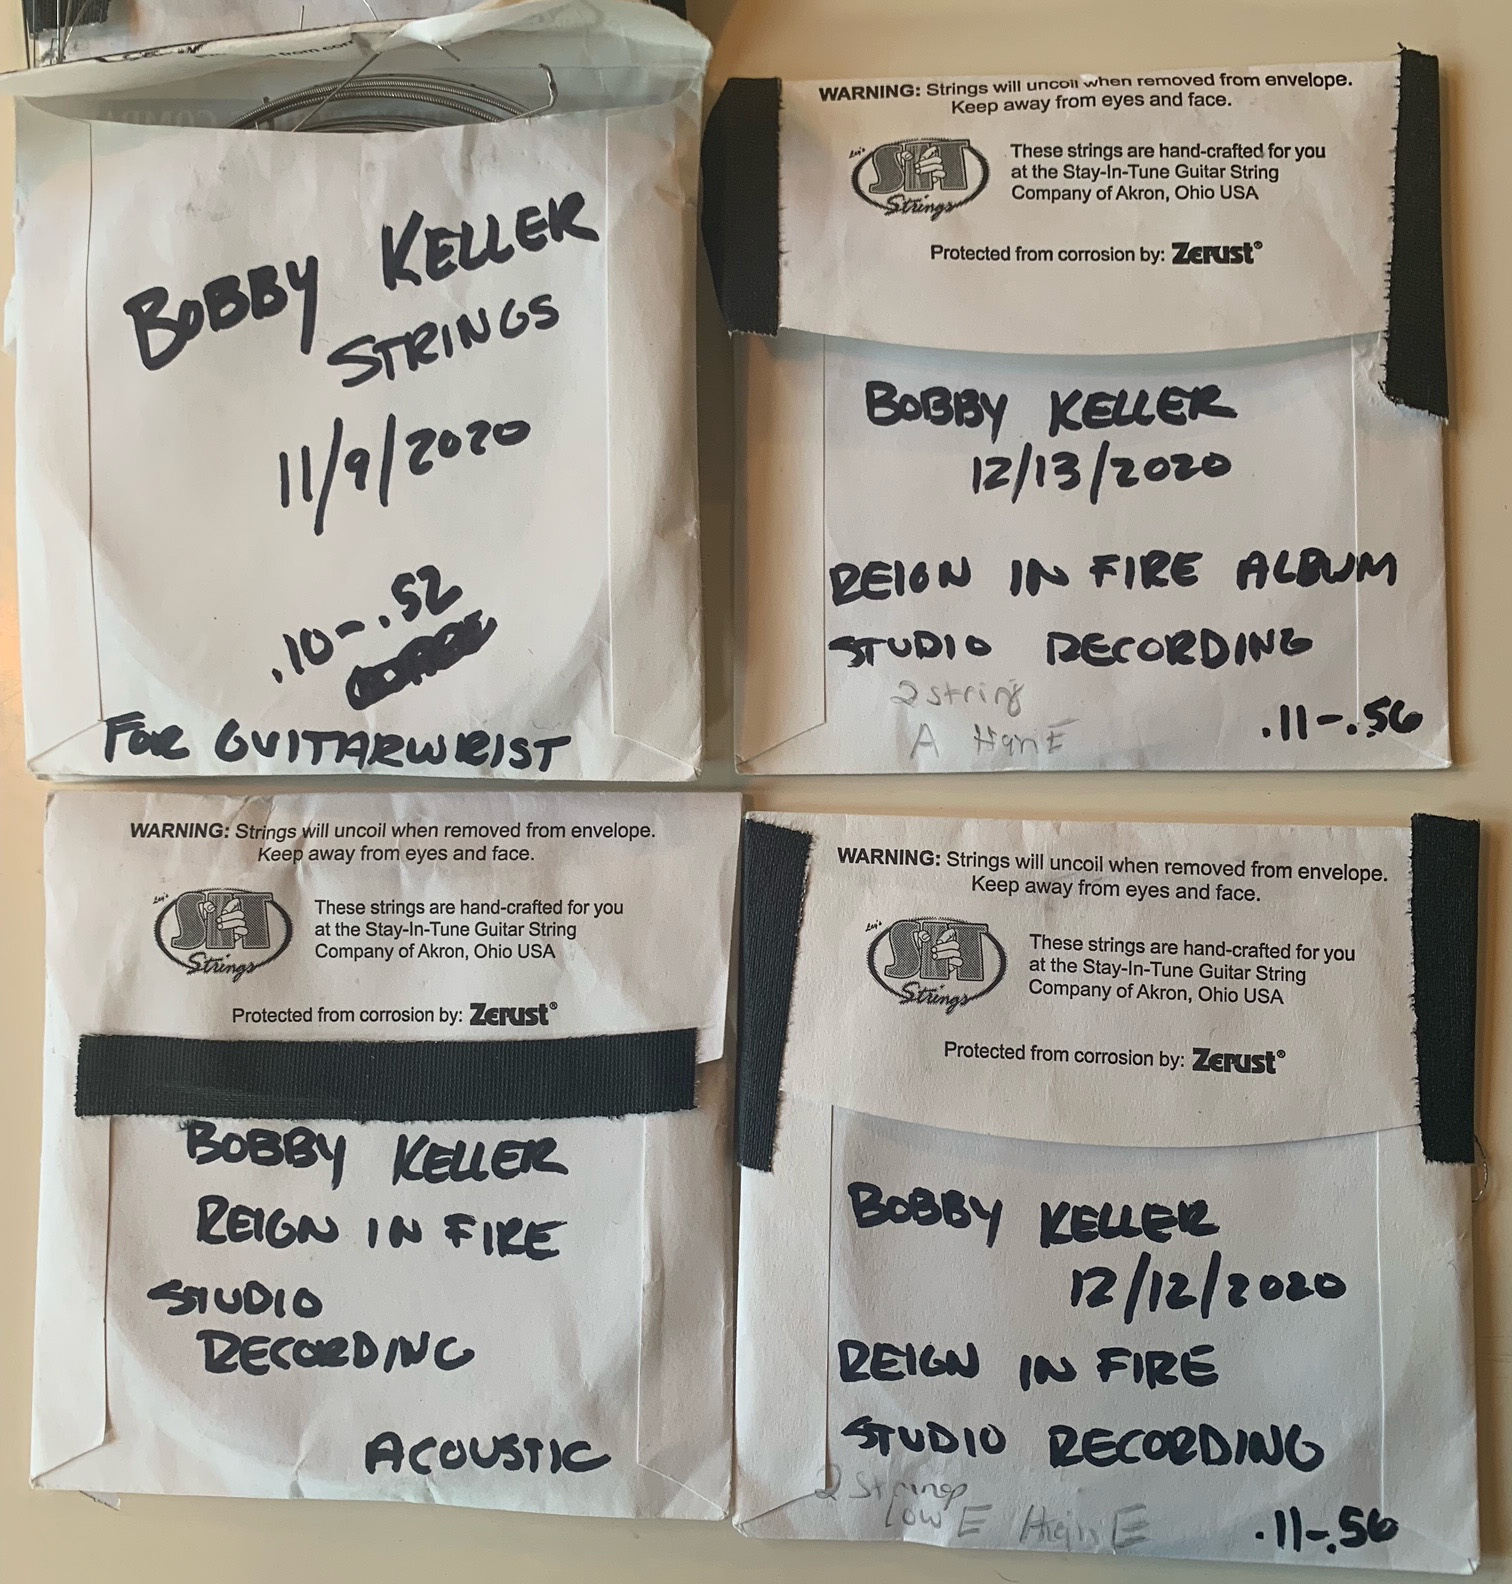 BOBBY KELLER
STRINGS
11/9/2020
.10-.52
FOR GUITARWRIST
WARNING: Strings will uncoil when removed from envelope.
Keep away from eyes and face.
Lay's
SIT
Strings
These strings are hand-crafted for you
at the Stay-In-Tune Guitar String
Company of Akron, Ohio USA
Protected from corrosion by: Zerust®
BOBBY KELLER
12/13/2020
REIGN IN FIRE ALBUM
STUDIO RECORDING
2 string
A High E
.11-.56
WARNING: Strings will uncoil when removed from envelope.
Keep away from eyes and face.
SIT
Strings
These strings are hand-crafted for you
at the Stay-In-Tune Guitar String
Company of Akron, Ohio USA
Protected from corrosion by: Zerust®
BOBBY KELLER
REIGN IN FIRE
STUDIO
RECORDING
ACOUSTIC
WARNING: Strings will uncoil when removed from envelope.
Keep away from eyes and face.
SIT
Strings
These strings are hand-crafted for you
at the Stay-In-Tune Guitar String
Company of Akron, Ohio USA
Protected from corrosion by: Zerust®
BOBBY KELLER
12/12/2020
REIGN IN FIRE
STUDIO RECORDING
2 strings
Low E High E
.11-.56